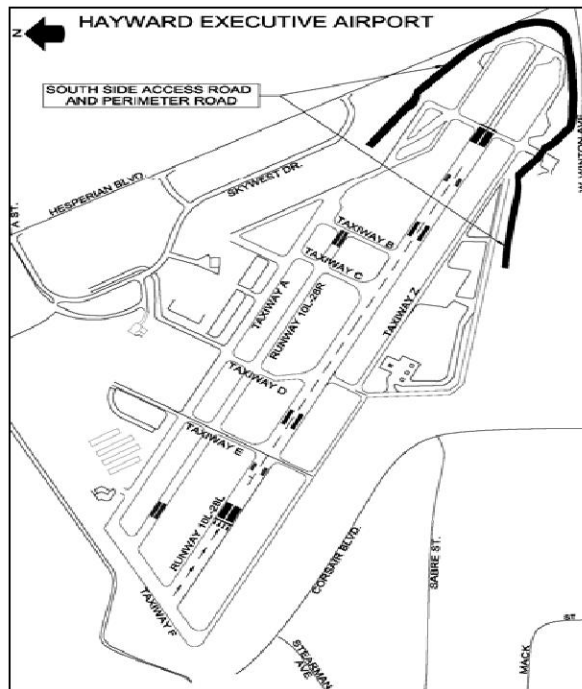 HAYWARD EXECUTIVE AIRPORT
N
SOUTH SIDE ACCESS ROAD
AND PERIMETER ROAD
W. WINTON AVE
HESPERIAN BLVD.
SKYWEST DR.
A ST.
TAXIWAY B
TAXIWAY C
TAXIWAY A
RUNWAY 10L-28R
TAXIWAY Z
TAXIWAY D
TAXIWAY E
RUNWAY 10L-28L
TAXIWAY F
CORSAIR BLVD.
SABRE ST.
STEARMAN
AVE
MACK
ST